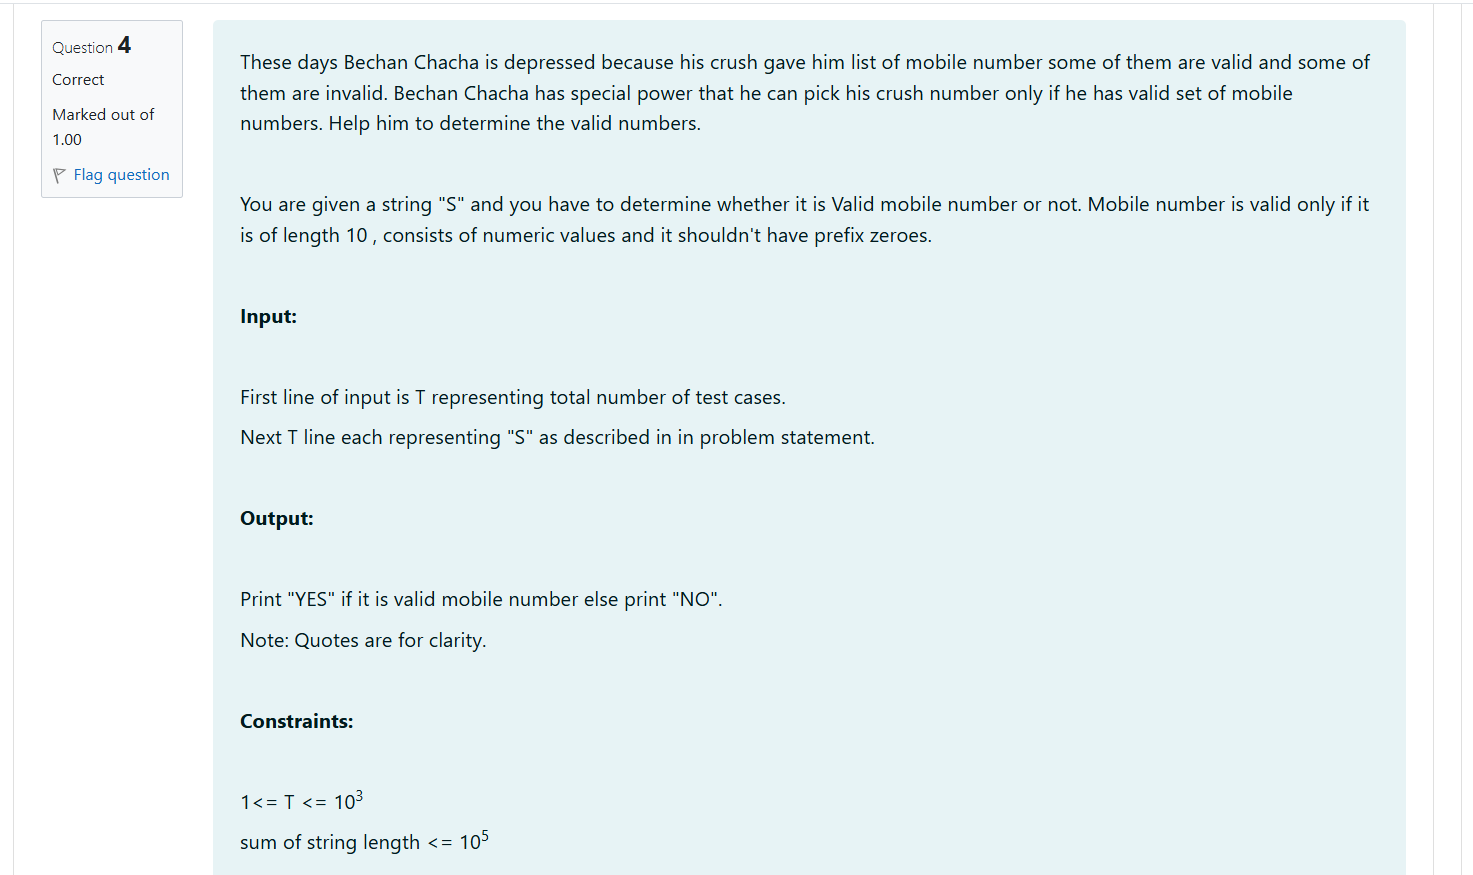 Question 4
Correct
Marked out of
1.00
Flag question
These days Bechan Chacha is depressed because his crush gave him list of mobile number some of them are valid and some of
them are invalid. Bechan Chacha has special power that he can pick his crush number only if he has valid set of mobile
numbers. Help him to determine the valid numbers.
You are given a string "S" and you have to determine whether it is Valid mobile number or not. Mobile number is valid only if it
is of length 10 , consists of numeric values and it shouldn't have prefix zeroes.
Input:
First line of input is T representing total number of test cases.
Next T line each representing "S" as described in in problem statement.
Output:
Print "YES" if it is valid mobile number else print "NO".
Note: Quotes are for clarity.
Constraints:
1<= T <= 10³
sum of string length <= 10⁵